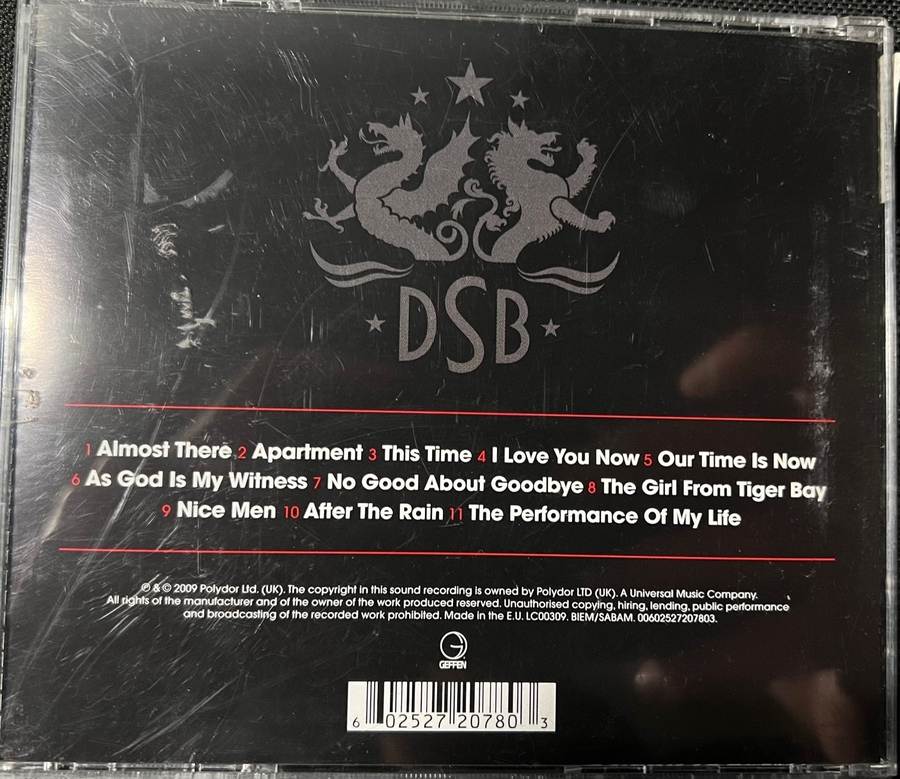 DSB
1 Almost There 2 Apartment 3 This Time 4 I Love You Now 5 Our Time Is Now
6 As God Is My Witness 7 No Good About Goodbye 8 The Girl From Tiger Bay
9 Nice Men 10 After The Rain 11 The Performance Of My Life
℗ & © 2009 Polydor Ltd. (UK). The copyright in this sound recording is owned by Polydor LTD (UK). A Universal Music Company.
All rights of the manufacturer and of the owner of the work produced reserved. Unauthorised copying, hiring, lending, public performance
and broadcasting of the recorded work prohibited. Made in the E.U. LC00309. BIEM/SABAM. 00602527207803.
G
GEFFEN
6 02527 20780 3